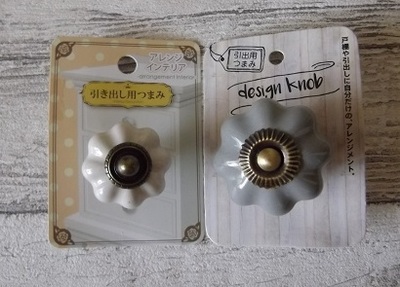 アレンジ
インテリア
arrangement interior
引き出し用つまみ
引出用
つまみ
design knob
戸棚や引出しに自分だけの、アレンジメント。